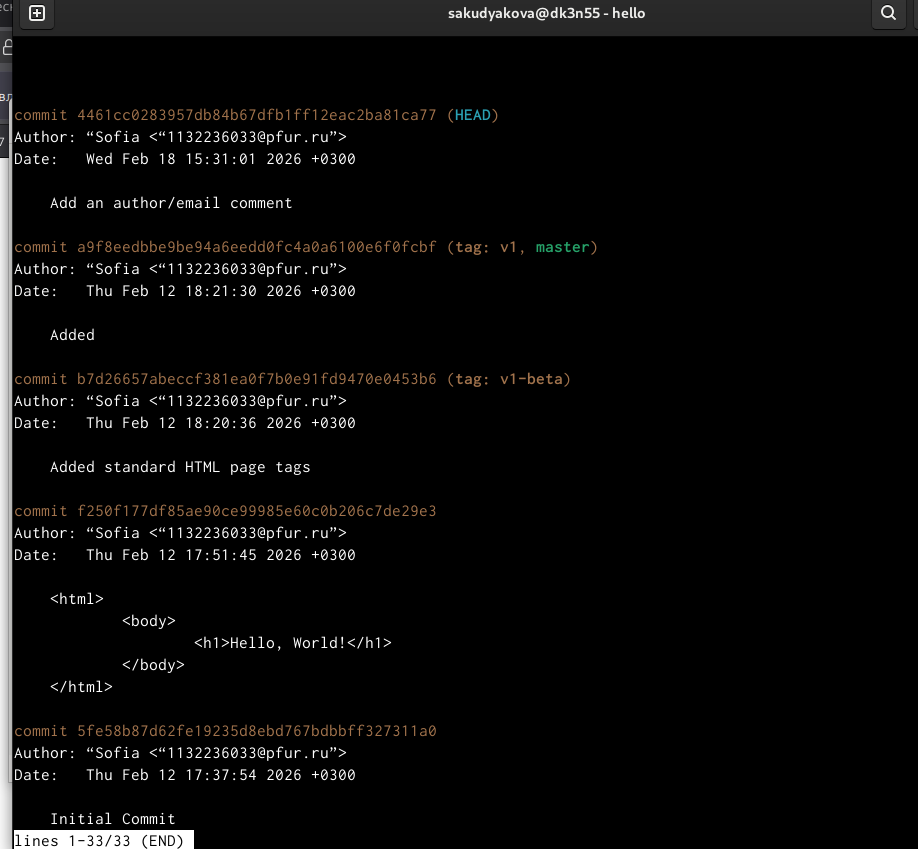 sakudyakova@dk3n55 - hello
commit 4461cc0283957db84b67dfb1ff12eac2ba81ca77 (HEAD)
Author: “Sofia <“1132236033@pfur.ru”>
Date:   Wed Feb 18 15:31:01 2026 +0300
    Add an author/email comment
commit a9f8eedbbe9be94a6eedd0fc4a0a6100e6f0fcbf (tag: v1, master)
Author: “Sofia <“1132236033@pfur.ru”>
Date:   Thu Feb 12 18:21:30 2026 +0300
    Added
commit b7d26657abeccf381ea0f7b0e91fd9470e0453b6 (tag: v1-beta)
Author: “Sofia <“1132236033@pfur.ru”>
Date:   Thu Feb 12 18:20:36 2026 +0300
    Added standard HTML page tags
commit f250f177df85ae90ce99985e60c0b206c7de29e3
Author: “Sofia <“1132236033@pfur.ru”>
Date:   Thu Feb 12 17:51:45 2026 +0300
    <html>
            <body>
                    <h1>Hello, World!</h1>
            </body>
    </html>
commit 5fe58b87d62fe19235d8ebd767bdbbff327311a0
Author: “Sofia <“1132236033@pfur.ru”>
Date:   Thu Feb 12 17:37:54 2026 +0300
    Initial Commit
lines 1-33/33 (END)